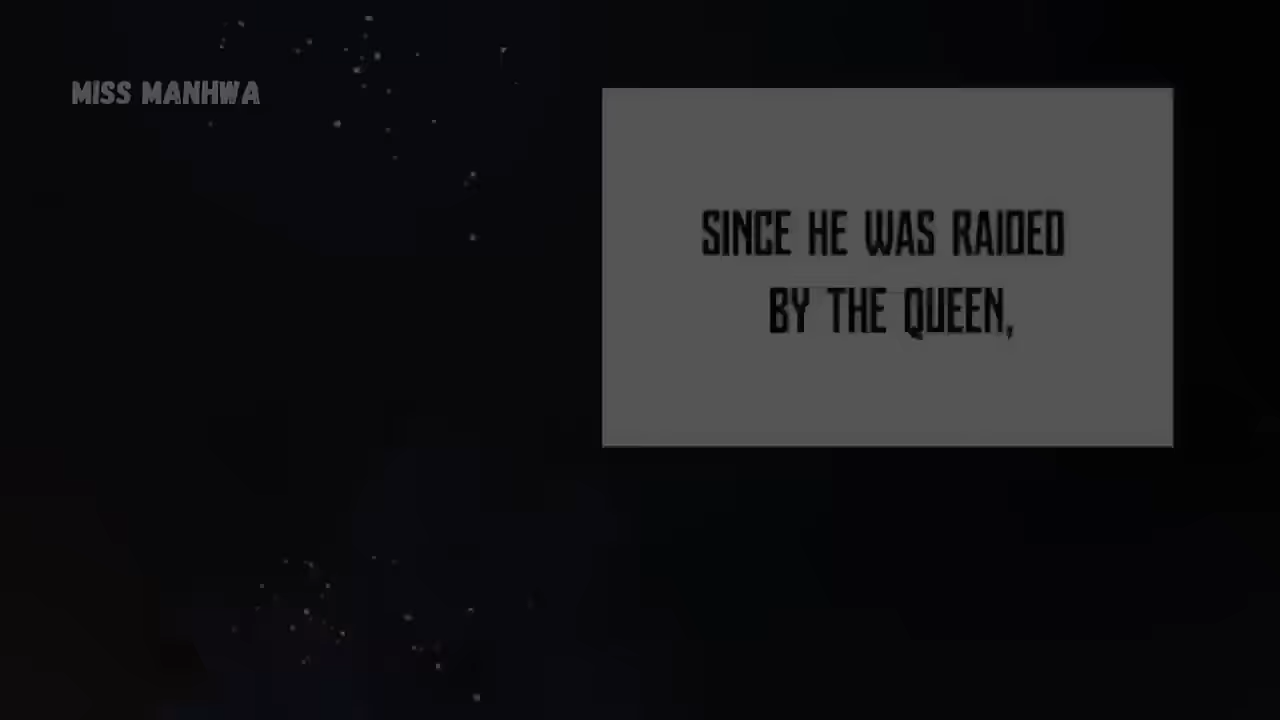 MISS MANHWA
SINCE HE WAS RAIDED
BY THE QUEEN,